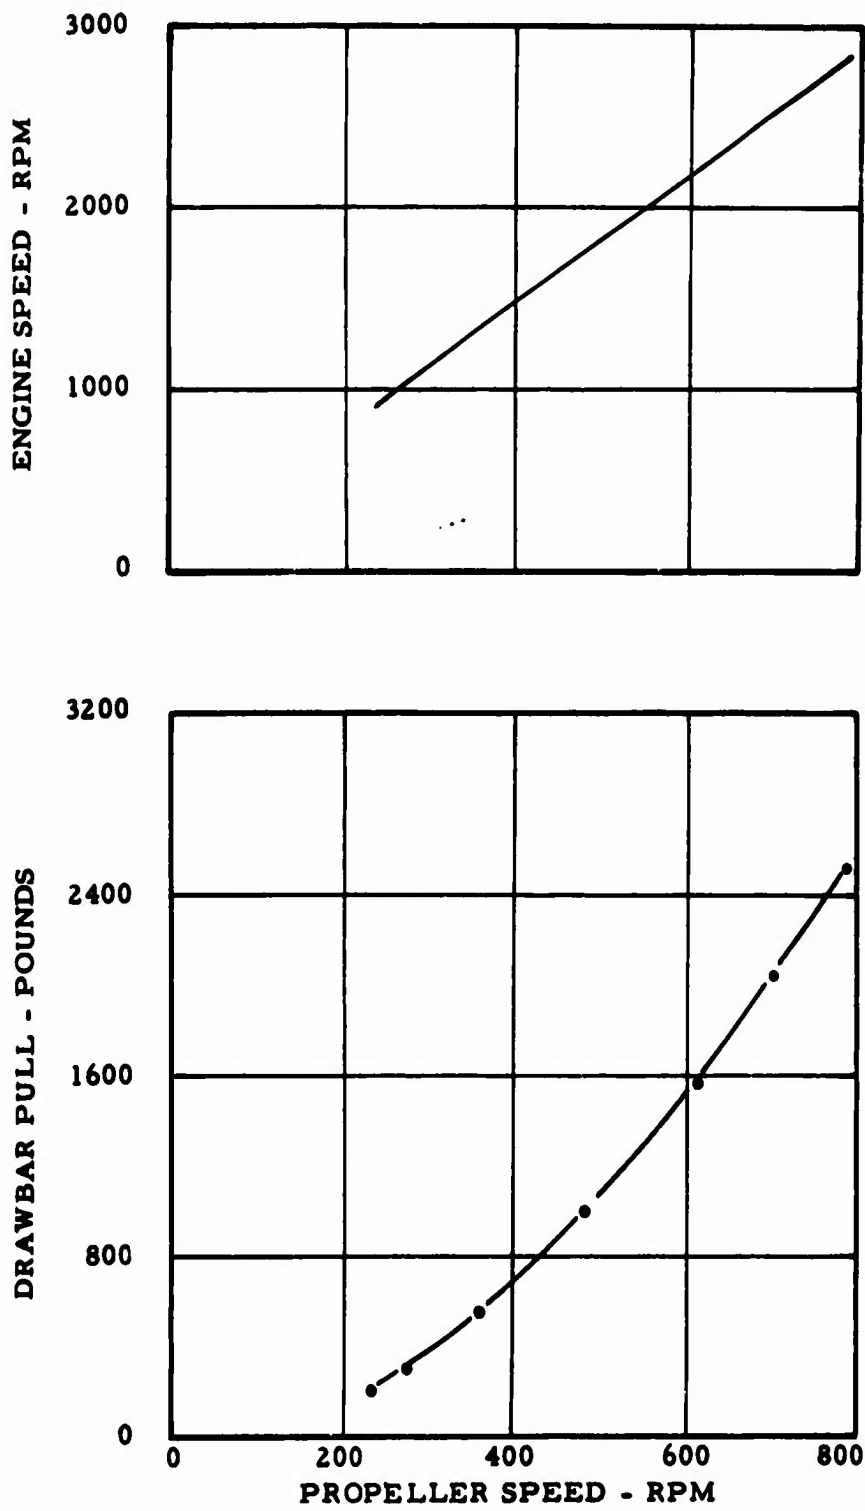 3000
2000
1000
0
ENGINE SPEED - RPM
3200
2400
1600
800
0
DRAWBAR PULL - POUNDS
0 200 400 600 800
PROPELLER SPEED - RPM